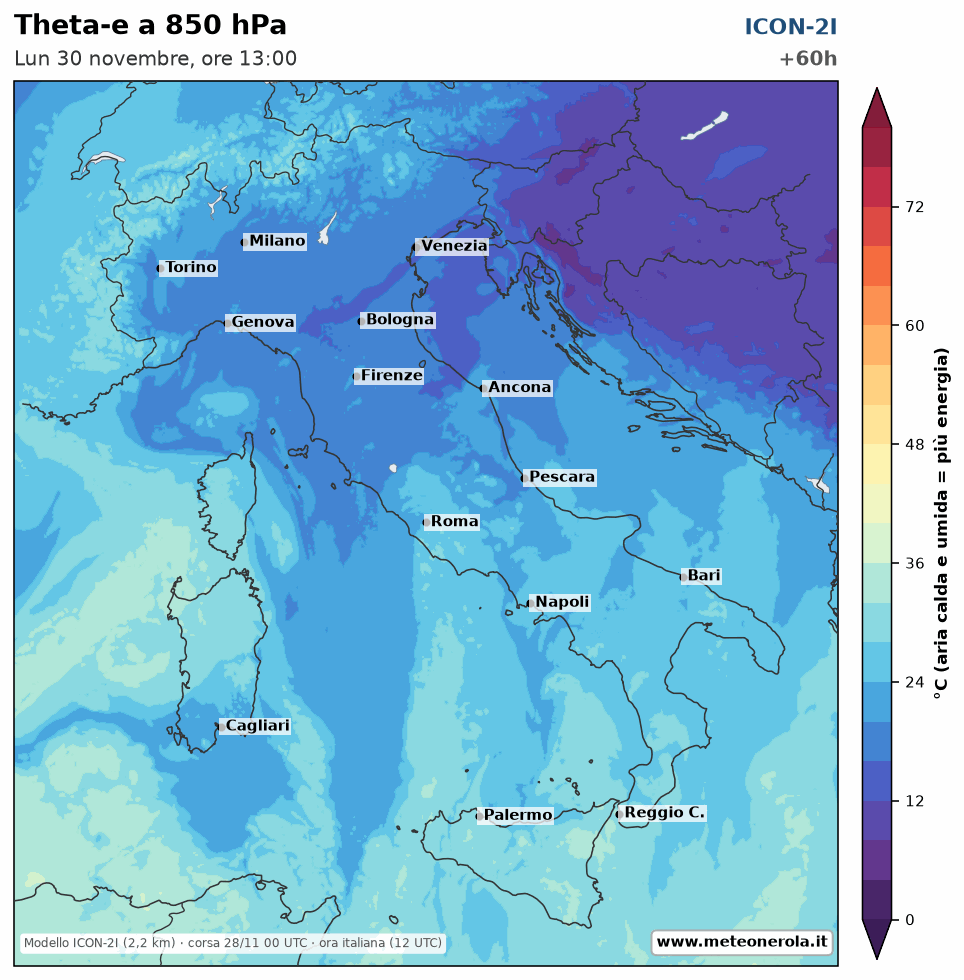 Theta-e a 850 hPa
ICON-2I
Lun 30 novembre, ore 13:00
+60h
Milano
Venezia
Torino
Genova
Bologna
Firenze
Ancona
Pescara
Roma
Bari
Napoli
Cagliari
Palermo
Reggio C.
72
60
48
36
24
12
0
°C (aria calda e umida = più energia)
Modello ICON-2I (2,2 km) · corsa 28/11 00 UTC · ora italiana (12 UTC)
www.meteonerola.it